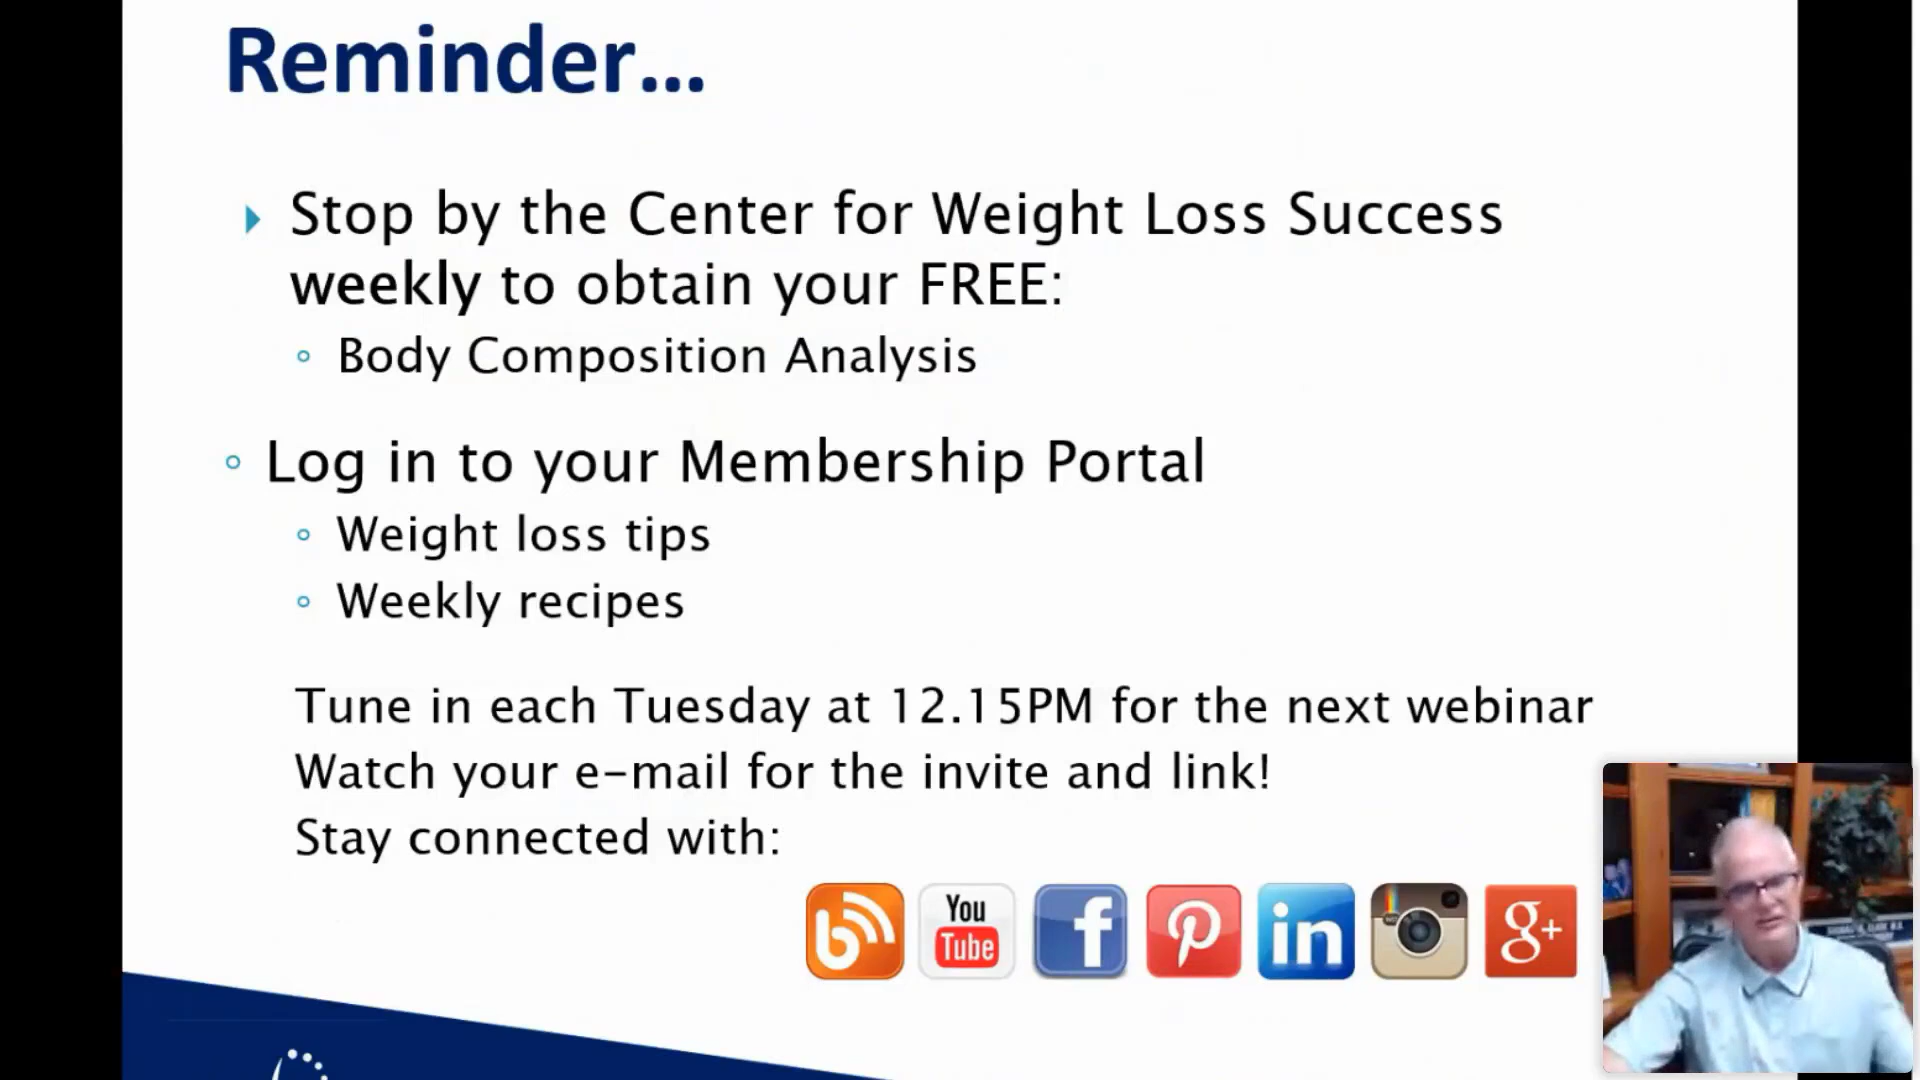 Reminder...
Stop by the Center for Weight Loss Success
weekly to obtain your FREE:
Body Composition Analysis
Log in to your Membership Portal
Weight loss tips
Weekly recipes
Tune in each Tuesday at 12.15PM for the next webinar
Watch your e-mail for the invite and link!
Stay connected with:
b You Tube f p in g+